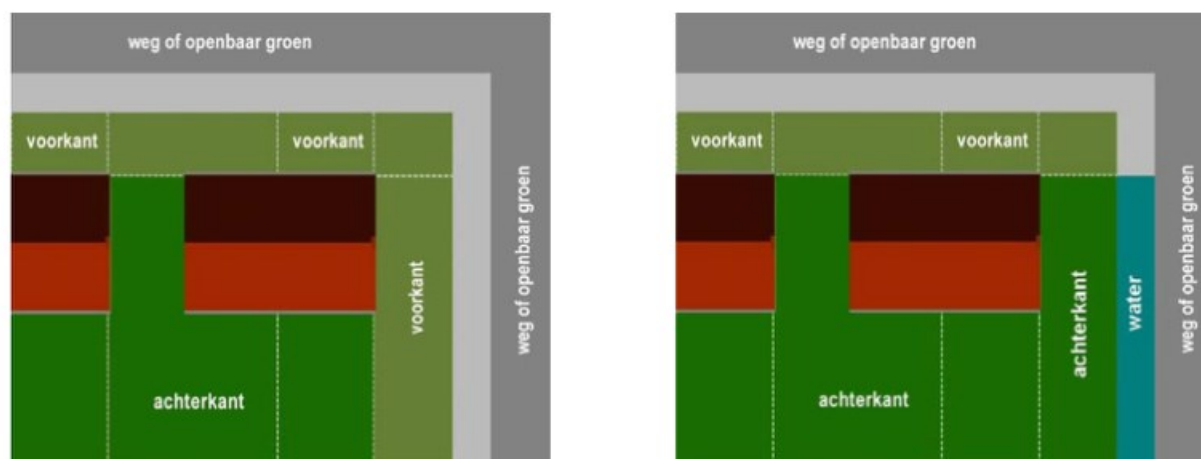 weg of openbaar groen
voorkant
voorkant
voorkant
weg of openbaar groen
achterkant
weg of openbaar groen
voorkant
voorkant
achterkant
water
weg of openbaar groen
achterkant